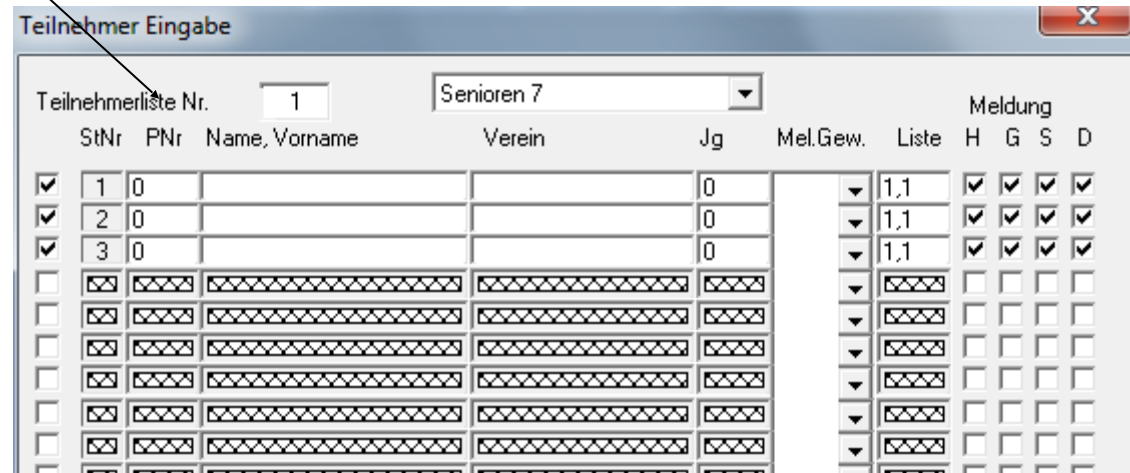 Teilnehmer Eingabe
Teilnehmerliste Nr. 1 Senioren 7
Meldung
StNr PNr Name, Vorname Verein Jg Mel.Gew. Liste H G S D
1 0 0 1,1
2 0 0 1,1
3 0 0 1,1